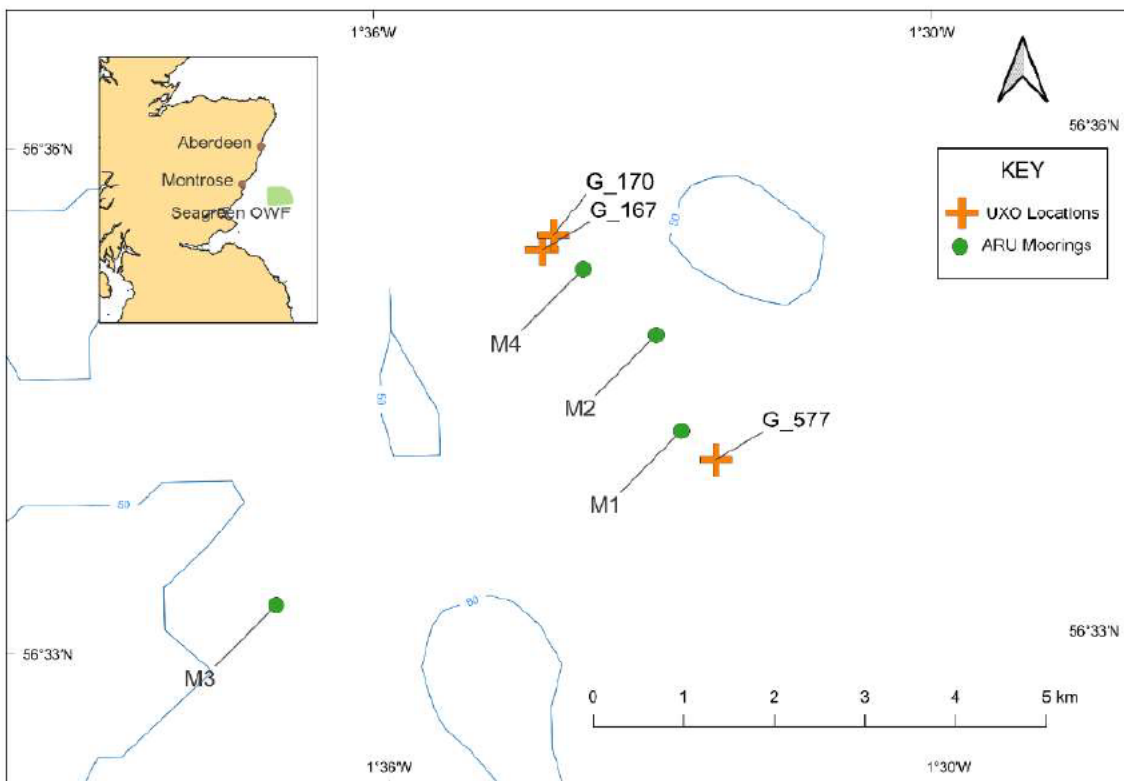 1°36'W
1°30'W
56°36'N
56°36'N
Aberdeen
Montrose
Seagreen OWF
KEY
UXO Locations
ARU Moorings
G_170
G_167
50
M4
M2
50
G_577
M1
50
50
M3
56°33'N
56°33'N
0 1 2 3 4 5 km
1°36'W
1°30'W